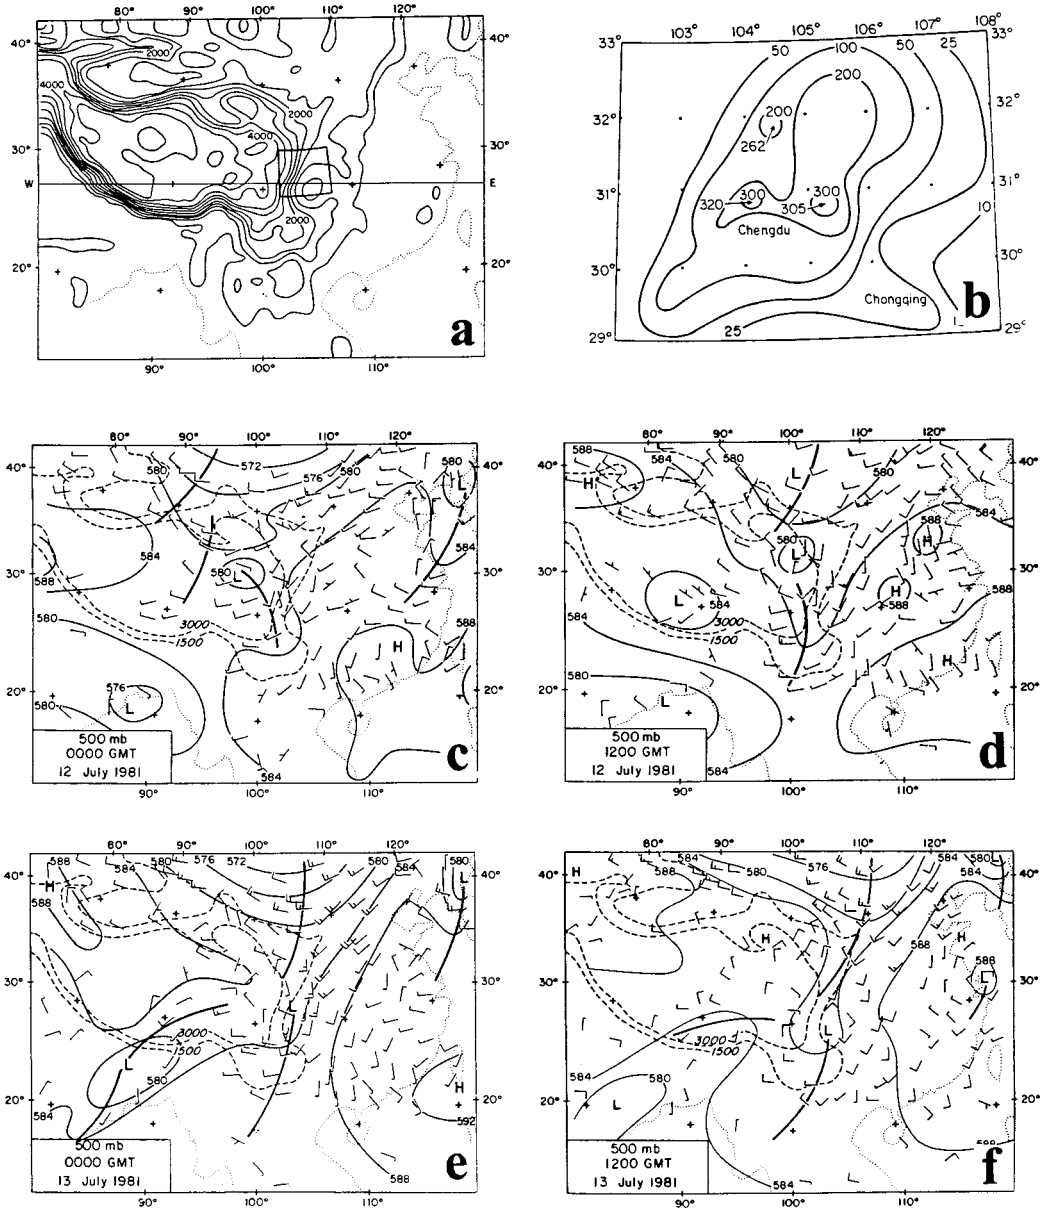 80° 90° 100° 110° 120°
40° 40°
2000
4000
2000
4000
30° 30°
W E
2000
20° 20°
90° 100° 110°
a
103° 104° 105° 106° 107° 108°
33° 50 100 50 25 33°
200
32° 200 32°
262
31° 320 300 305 300 31°
Chengdu 10
30° 30°
Chongqing
29° 25 29°
b
80° 90° 100° 110° 120°
40° 580 572 576 580 580 L 40°
584 584
588
30° 580 L 30°
580 3000 588
1500 H
20° 576 L 20°
580
500 mb
0000 GMT
12 July 1981
584
90° 100° 110°
c
80° 90° 100° 110° 120°
40° 588 584 580 L 580 40°
H
588 584
580 L H
30° 30°
L 584 H 588 588
3000
584 1500 H
580
20° L 20°
500 mb
1200 GMT
12 July 1981
584
90° 100° 110°
d
80° 90° 100° 110° 120°
40° 588 580 576 572 580 584 580 L 40°
H
588
30° 30°
3000 L
1500
L
580 H
20° 584 592 20°
500 mb
0000 GMT
13 July 1981
588
90° 100° 110°
e
80° 90° 100° 110° 120°
40° H 584 588 580 576 584 580 L 584 40°
H 588 H
30° 588 L 30°
3000 L
1500
584 580
20° L 20°
500 mb
1200 GMT
13 July 1981
584
90° 100° 110°
f